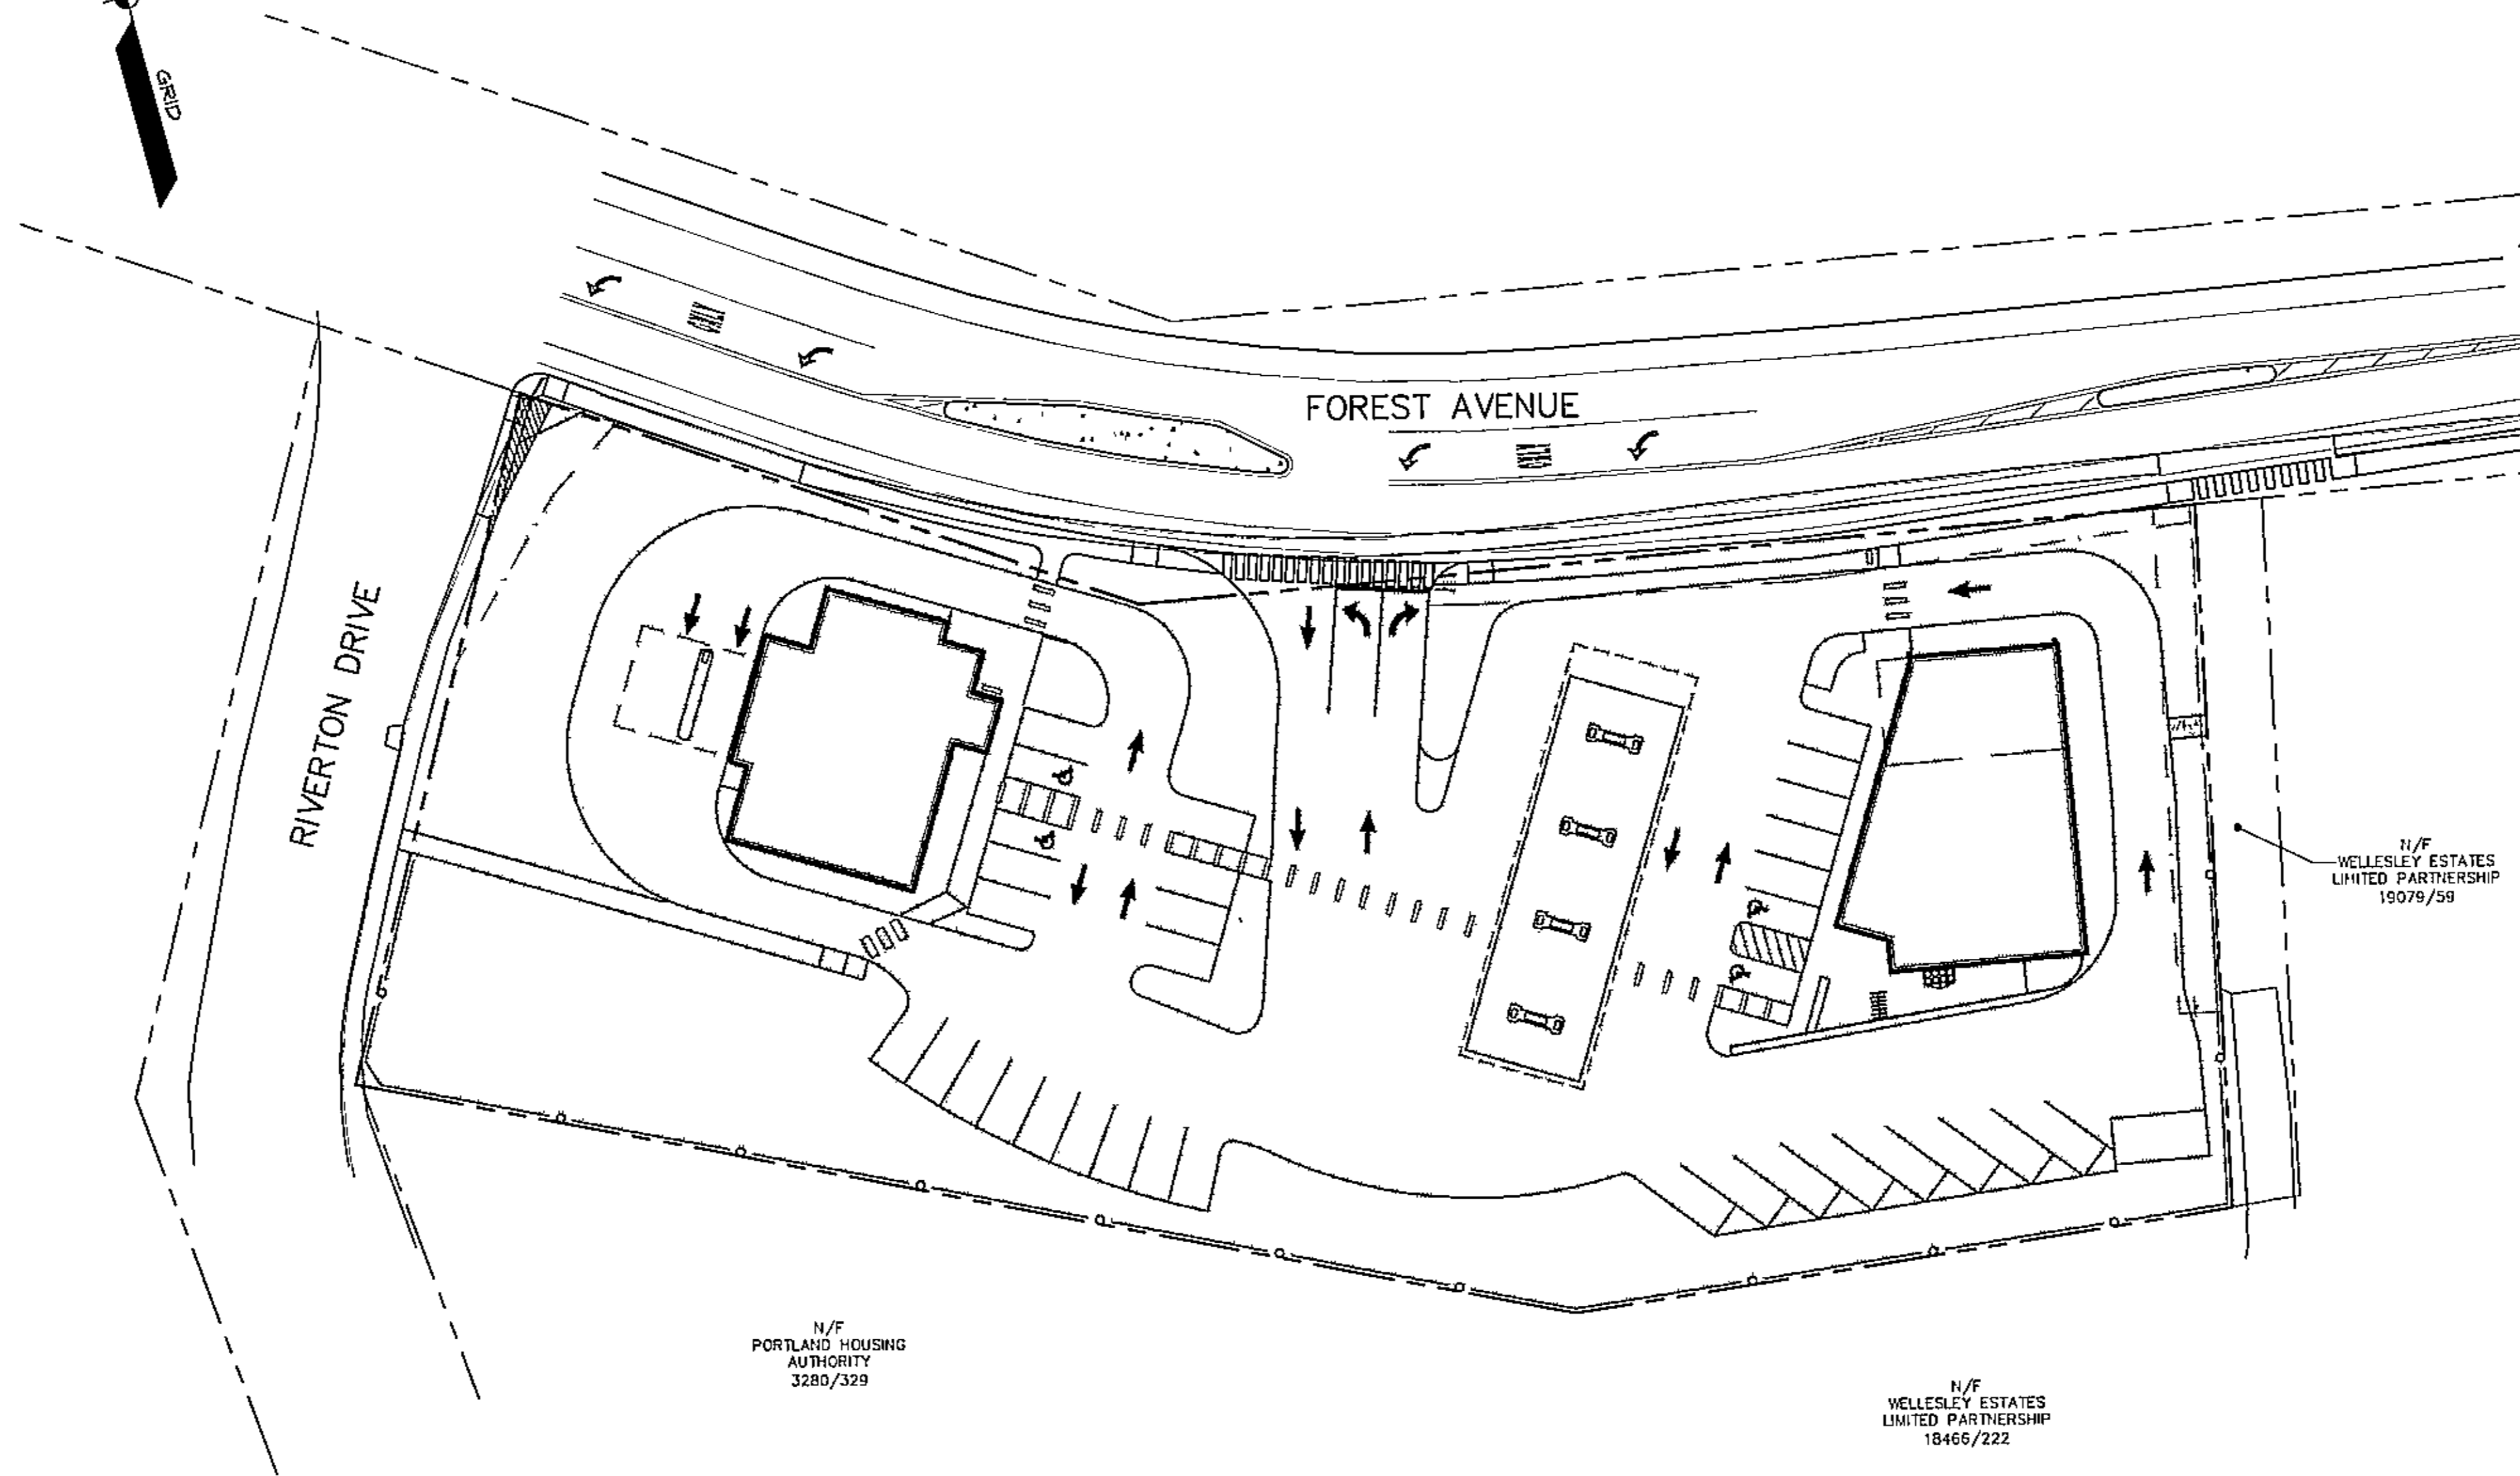 GRID
FOREST AVENUE
RIVERTON DRIVE
N/F
WELLESLEY ESTATES
LIMITED PARTNERSHIP
19079/59
N/F
PORTLAND HOUSING
AUTHORITY
3280/329
N/F
WELLESLEY ESTATES
LIMITED PARTNERSHIP
18466/222